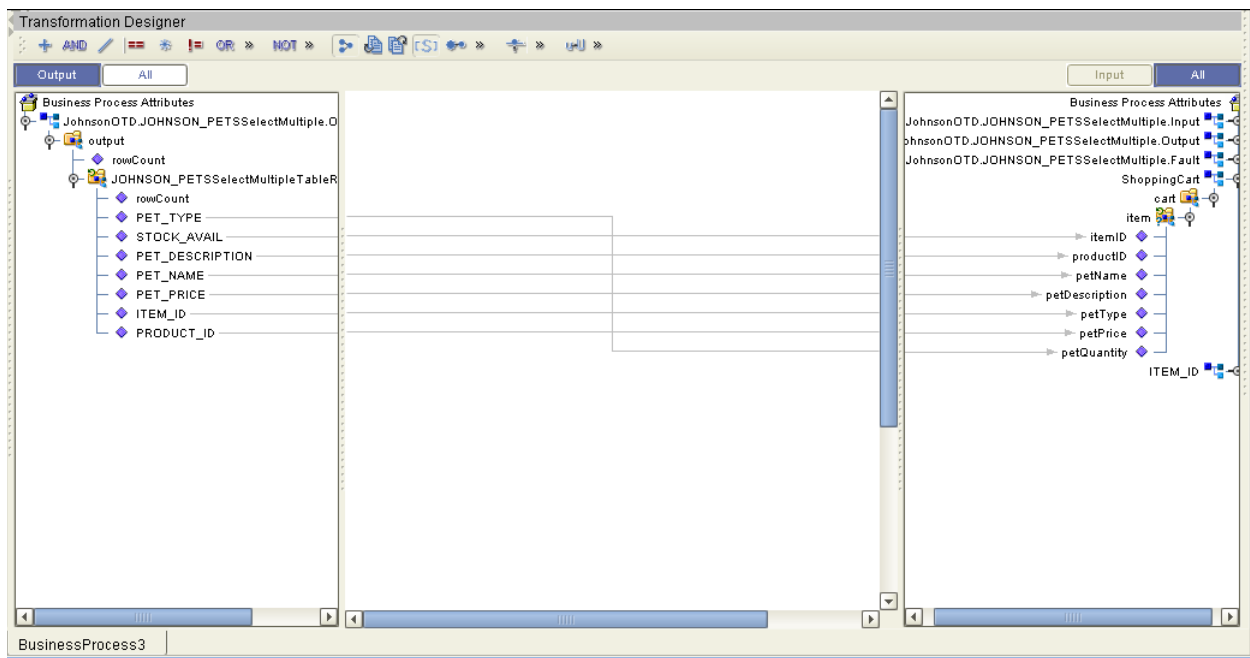 Transformation Designer
AND OR » NOT » [S] » » »
Output All Input All
Business Process Attributes
JohnsonOTD.JOHNSON_PETSSelectMultiple.O
output
rowCount
JOHNSON_PETSSelectMultipleTableR
rowCount
PET_TYPE
STOCK_AVAIL
PET_DESCRIPTION
PET_NAME
PET_PRICE
ITEM_ID
PRODUCT_ID
Business Process Attributes
JohnsonOTD.JOHNSON_PETSSelectMultiple.Input
ohnsonOTD.JOHNSON_PETSSelectMultiple.Output
JohnsonOTD.JOHNSON_PETSSelectMultiple.Fault
ShoppingCart
cart
item
itemID
productID
petName
petDescription
petType
petPrice
petQuantity
ITEM_ID
BusinessProcess3